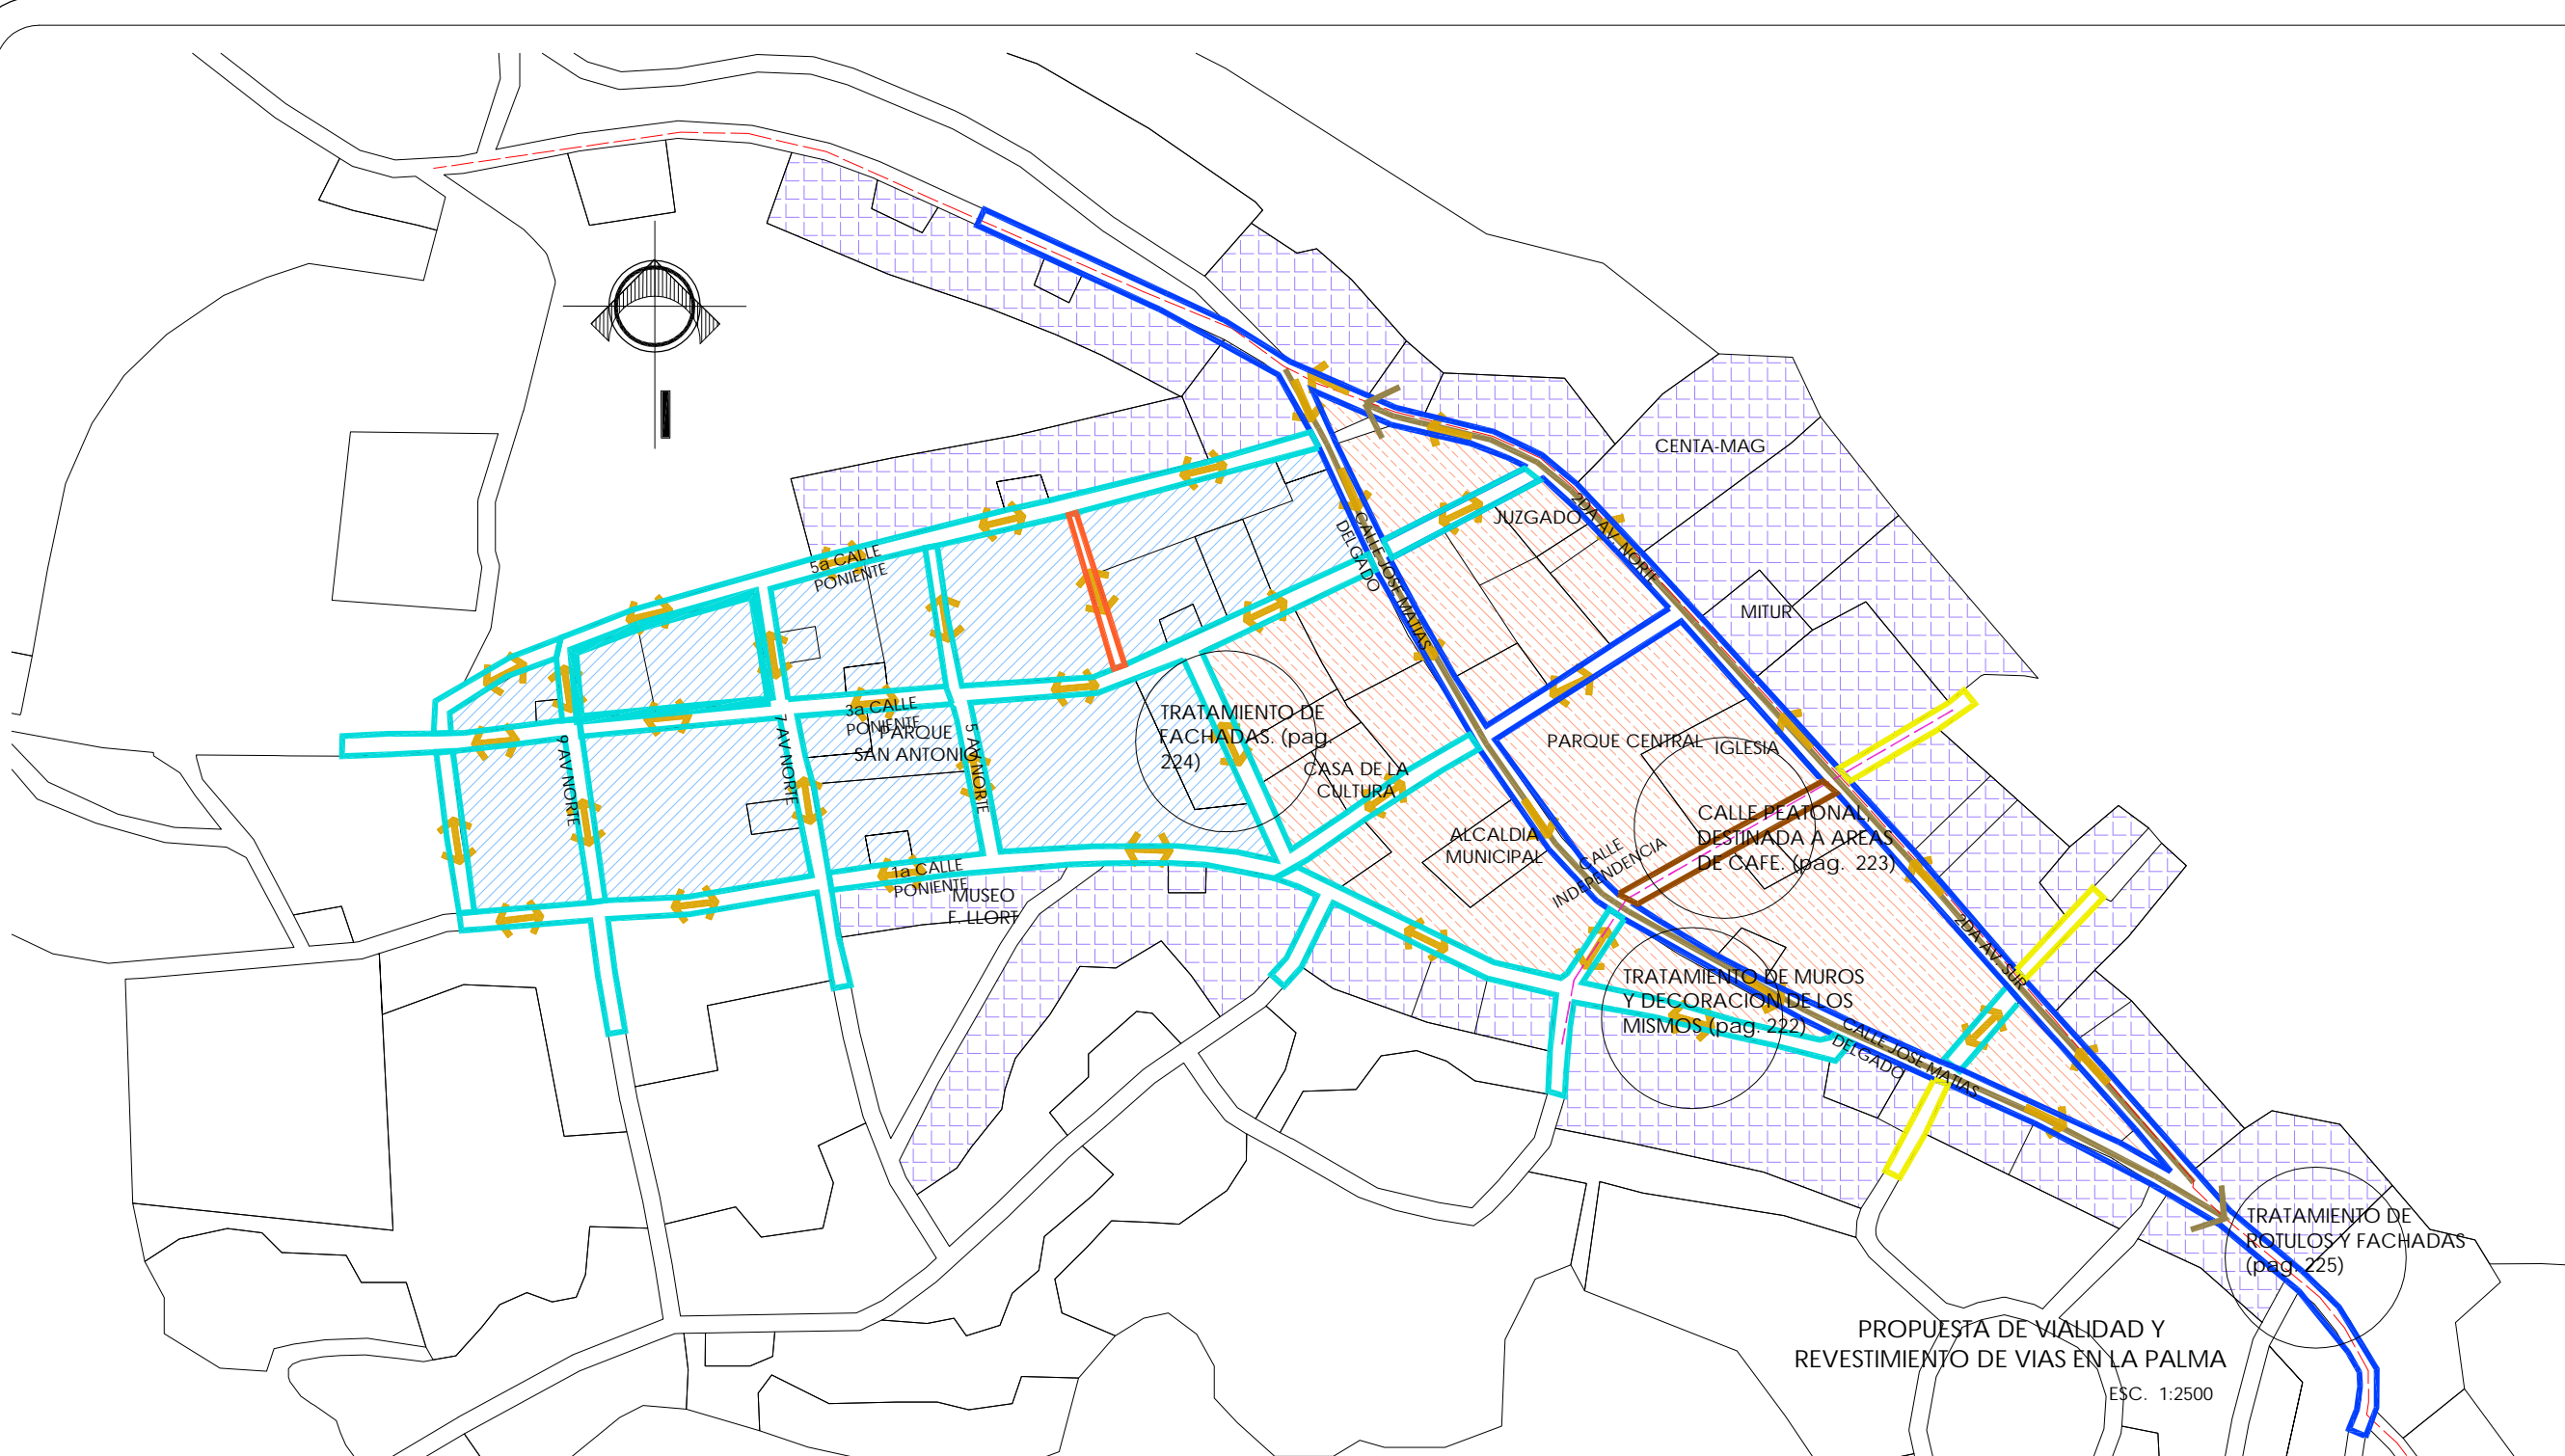 CENTA-MAG
JUZGADO
2DA AV. NORTE
CALLE JOSE MATIAS
DELGADO
5a CALLE
PONIENTE
MITUR
3a CALLE
PONIENTE
PARQUE
SAN ANTONIO
9 AV NORTE
7 AV NORTE
5 AV NORTE
TRATAMIENTO DE
FACHADAS. (pag.
224)
CASA DE LA
CULTURA
PARQUE CENTRAL
IGLESIA
ALCALDIA
MUNICIPAL
CALLE
INDEPENDENCIA
CALLE PEATONAL,
DESTINADA A AREAS
DE CAFE. (pag. 223)
1a CALLE
PONIENTE
MUSEO
F. LLORT
2DA AV. SUR
TRATAMIENTO DE MUROS
Y DECORACION DE LOS
MISMOS (pag. 222)
CALLE JOSE MATIAS
DELGADO
TRATAMIENTO DE
ROTULOS Y FACHADAS
(pag. 225)
PROPUESTA DE VIALIDAD Y
REVESTIMIENTO DE VIAS EN LA PALMA
ESC. 1:2500